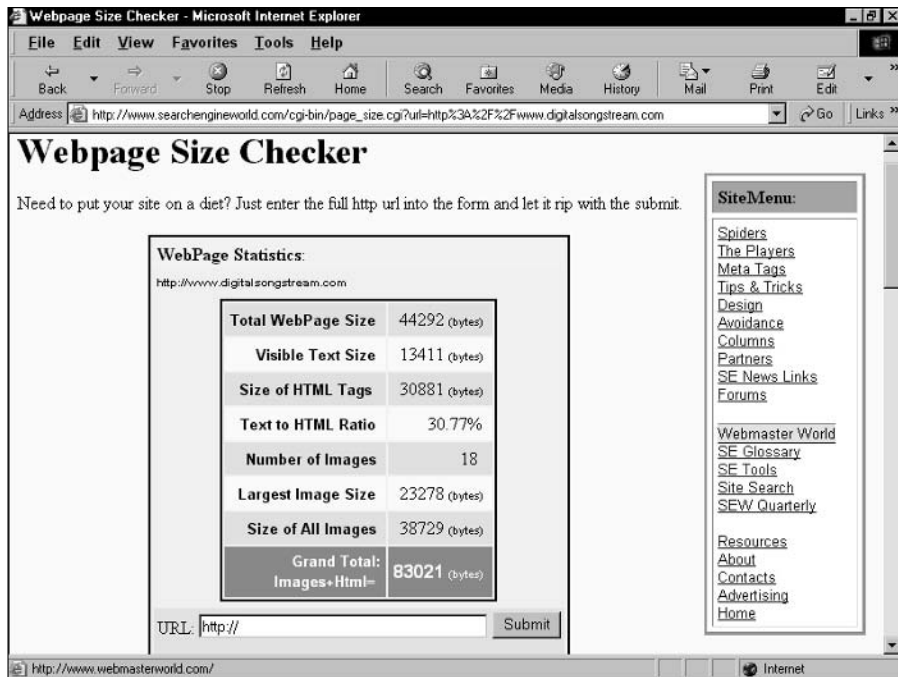 Webpage Size Checker - Microsoft Internet Explorer
File Edit View Favorites Tools Help
Back Forward Stop Refresh Home Search Favorites Media History Mail Print Edit »
Address http://www.searchengineworld.com/cgi-bin/page_size.cgi?url=http%3A%2F%2Fwww.digitalsongstream.com Go Links »
Webpage Size Checker
Need to put your site on a diet? Just enter the full http url into the form and let it rip with the submit.
WebPage Statistics:
http://www.digitalsongstream.com
Total WebPage Size 44292 (bytes)
Visible Text Size 13411 (bytes)
Size of HTML Tags 30881 (bytes)
Text to HTML Ratio 30.77%
Number of Images 18
Largest Image Size 23278 (bytes)
Size of All Images 38729 (bytes)
Grand Total:
Images+Html= 83021 (bytes)
URL: http:// Submit
SiteMenu:
Spiders
The Players
Meta Tags
Tips & Tricks
Design
Avoidance
Columns
Partners
SE News Links
Forums
Webmaster World
SE Glossary
SE Tools
Site Search
SEW Quarterly
Resources
About
Contacts
Advertising
Home
http://www.webmasterworld.com/ Internet